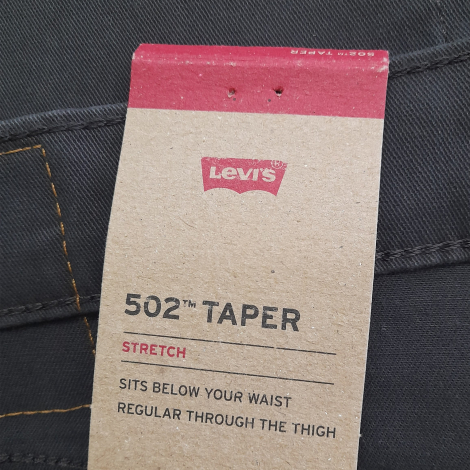 502™ TAPER
LEVI'S®
502™ TAPER
STRETCH
SITS BELOW YOUR WAIST
REGULAR THROUGH THE THIGH